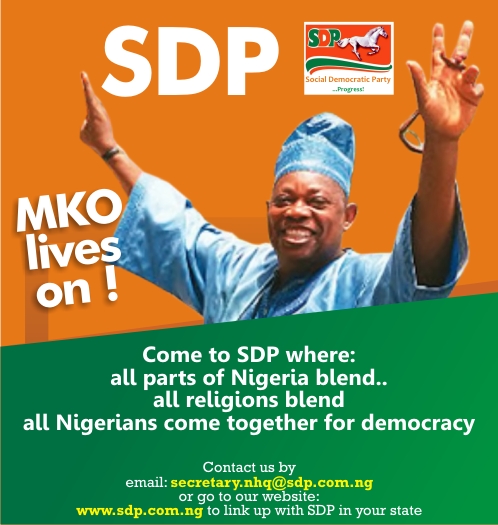 SDP
SDP
Social Democratic Party
...Progress!
MKO
lives
on !
Come to SDP where:
all parts of Nigeria blend..
all religions blend
all Nigerians come together for democracy
Contact us by
email: secretary.nhq@sdp.com.ng
or go to our website:
www.sdp.com.ng to link up with SDP in your state